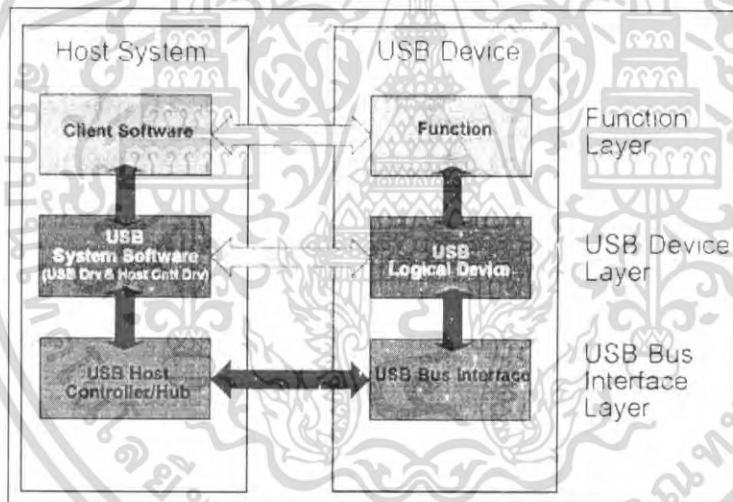 Host System
USB Device
Client Software
Function
Function
Layer
USB
System Software
(USB Drv & Host Cntl Drv)
USB
Logical Device
USB Device
Layer
USB Host
Controller/Hub
USB Bus Interface
USB Bus
Interface
Layer